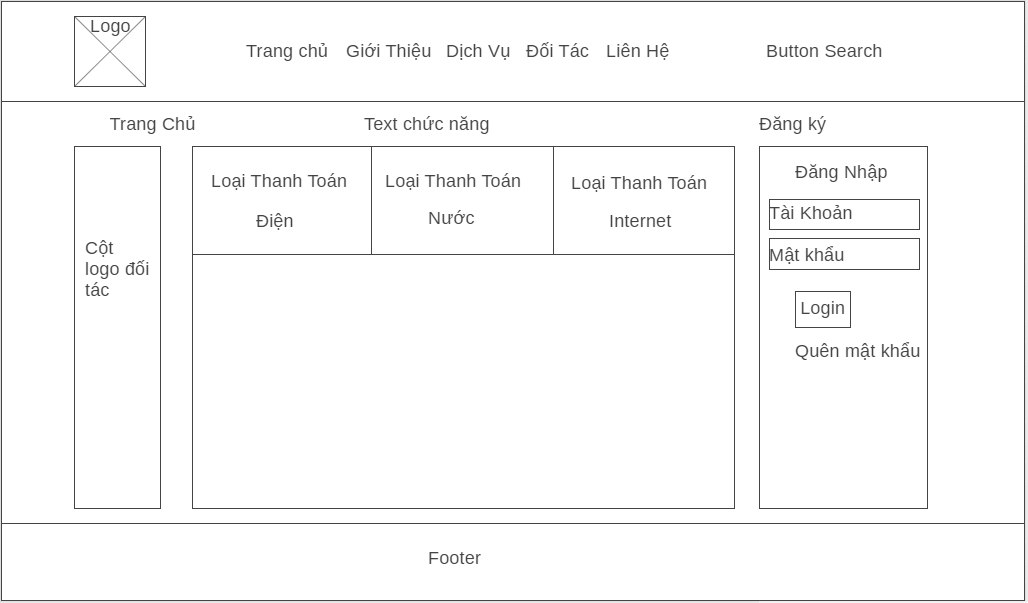 Logo
Trang chủ Giới Thiệu Dịch Vụ Đối Tác Liên Hệ Button Search
Trang Chủ Text chức năng Đăng ký
Cột
logo đối
tác
Loại Thanh Toán
Điện
Loại Thanh Toán
Nước
Loại Thanh Toán
Internet
Đăng Nhập
Tài Khoản
Mật khẩu
Login
Quên mật khẩu
Footer